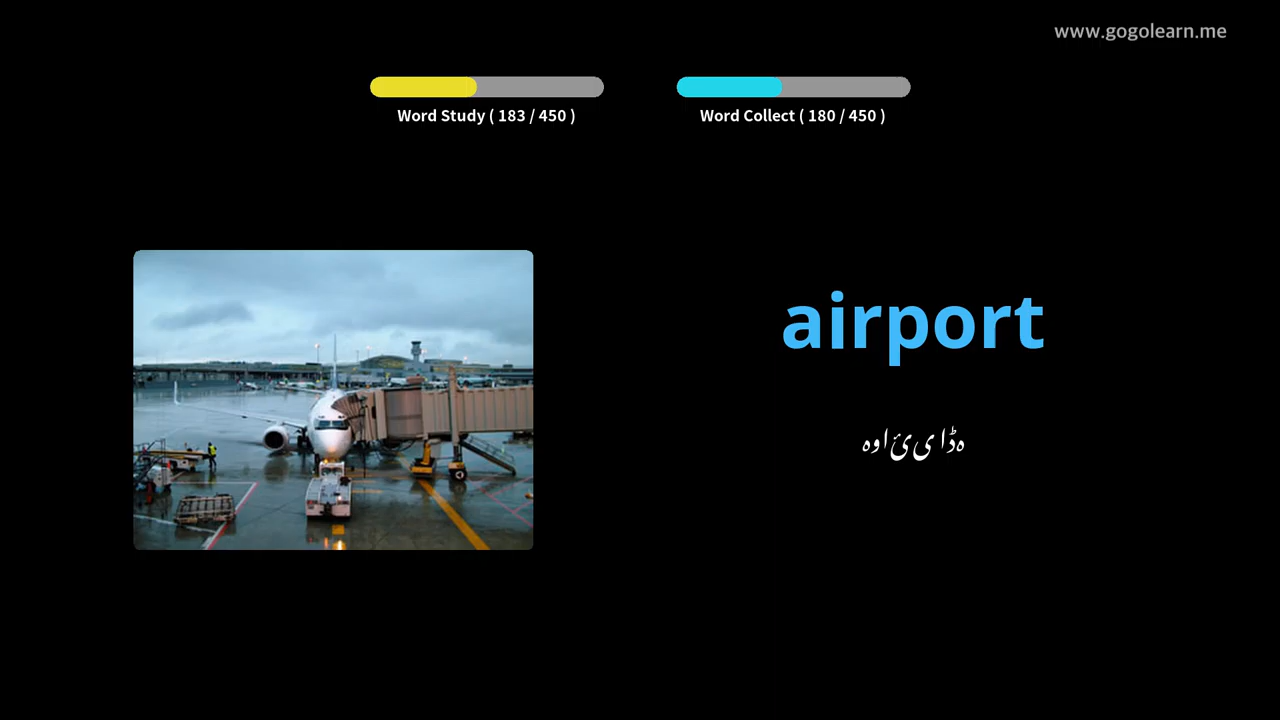 www.gogolearn.me
Word Study ( 183 / 450 )
Word Collect ( 180 / 450 )
airport
ہوائی اڈہ